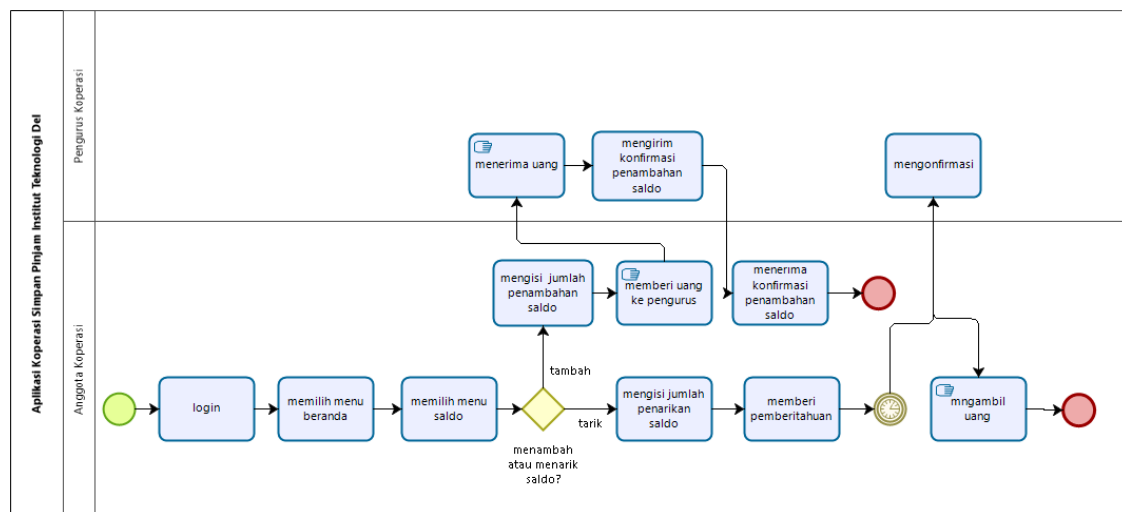 Aplikasi Koperasi Simpan Pinjam Institut Teknologi Del
Pengurus Koperasi
menerima uang
mengirim
konfirmasi
penambahan
saldo
mengonfirmasi
Anggota Koperasi
mengisi jumlah
penambahan
saldo
memberi uang
ke pengurus
menerima
konfirmasi
penambahan
saldo
tambah
login
memilih menu
beranda
memilih menu
saldo
menambah
atau menarik
saldo?
tarik
mengisi jumlah
penarikan
saldo
memberi
pemberitahuan
mngambil
uang